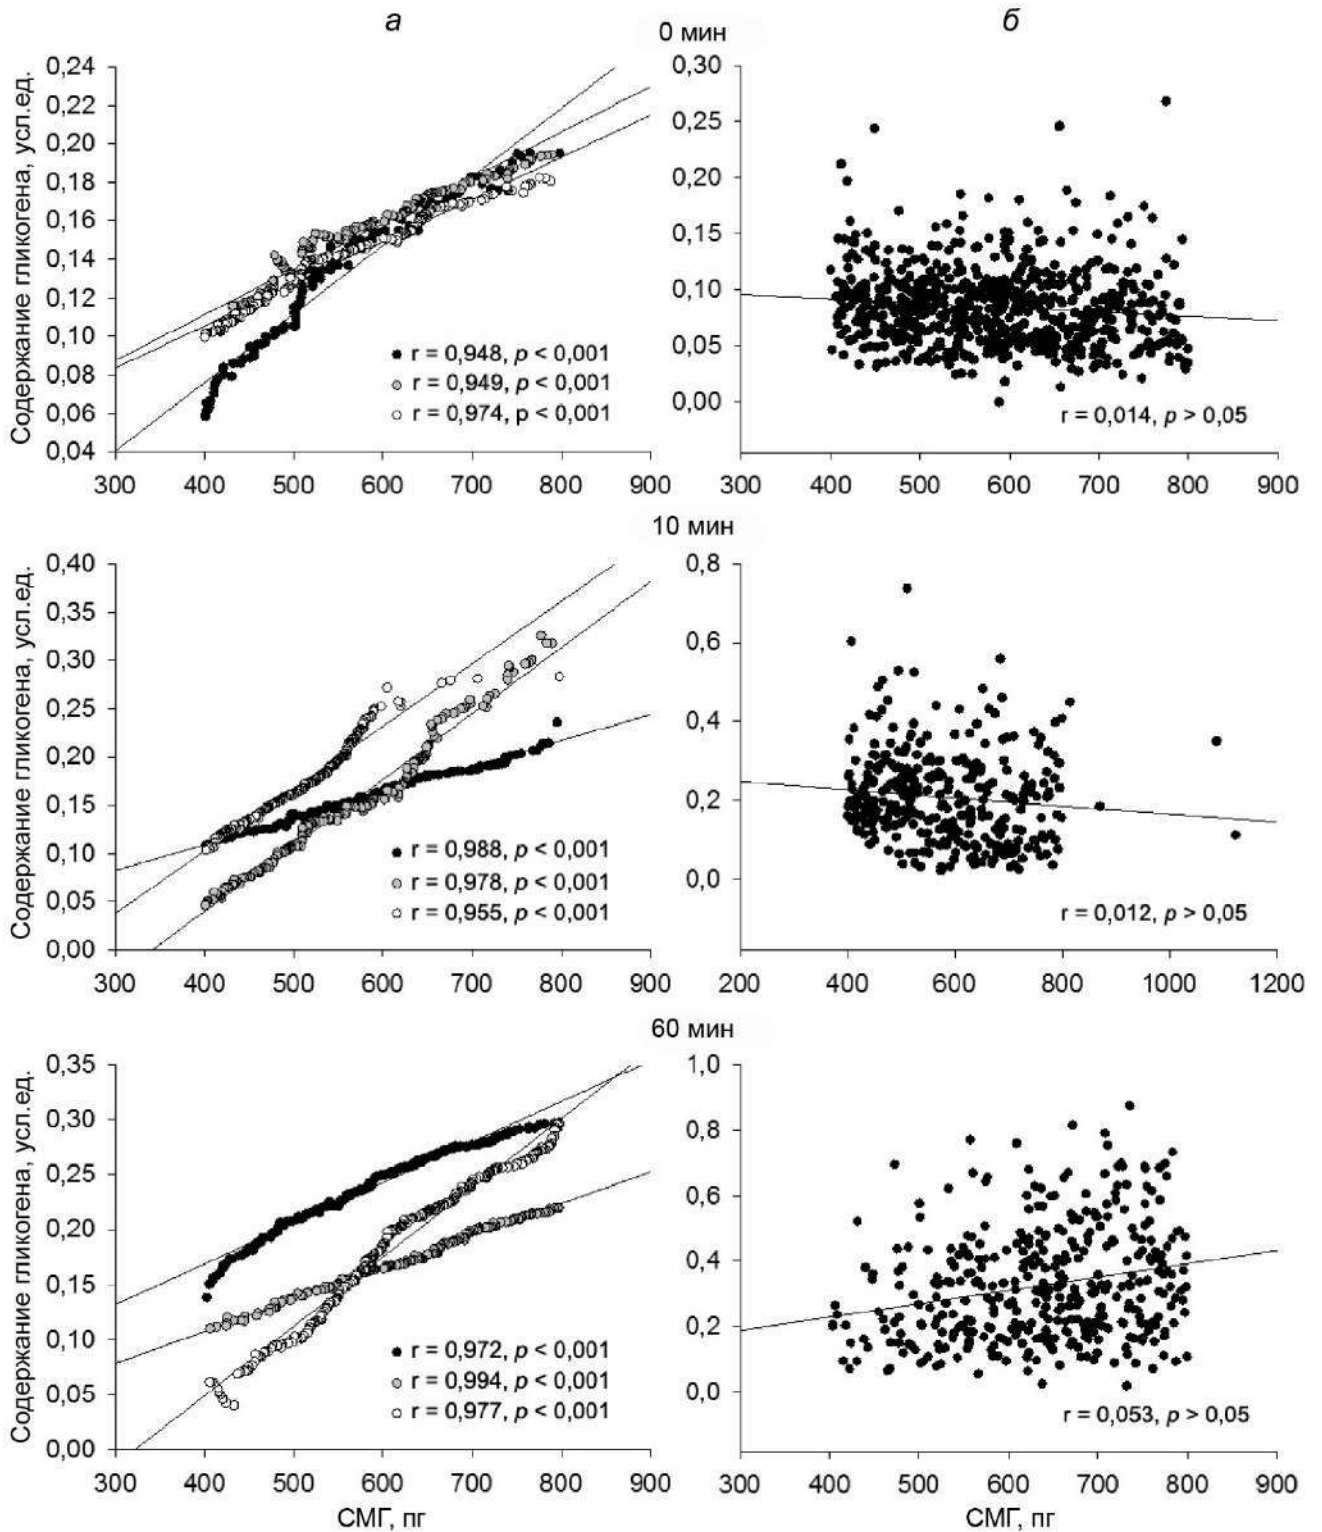 а
б
0 мин
Содержание гликогена, усл.ед.
0,24
0,22
0,20
0,18
0,16
0,14
0,12
0,10
0,08
0,06
0,04
r = 0,948, p < 0,001
r = 0,949, p < 0,001
r = 0,974, p < 0,001
300 400 500 600 700 800 900
0,30
0,25
0,20
0,15
0,10
0,05
0,00
r = 0,014, p > 0,05
300 400 500 600 700 800 900
10 мин
Содержание гликогена, усл.ед.
0,40
0,35
0,30
0,25
0,20
0,15
0,10
0,05
0,00
r = 0,988, p < 0,001
r = 0,978, p < 0,001
r = 0,955, p < 0,001
300 400 500 600 700 800 900
0,8
0,6
0,4
0,2
0,0
r = 0,012, p > 0,05
200 400 600 800 1000 1200
60 мин
Содержание гликогена, усл.ед.
0,35
0,30
0,25
0,20
0,15
0,10
0,05
0,00
r = 0,972, p < 0,001
r = 0,994, p < 0,001
r = 0,977, p < 0,001
300 400 500 600 700 800 900
СМГ, пг
1,0
0,8
0,6
0,4
0,2
0,0
r = 0,053, p > 0,05
300 400 500 600 700 800 900
СМГ, пг